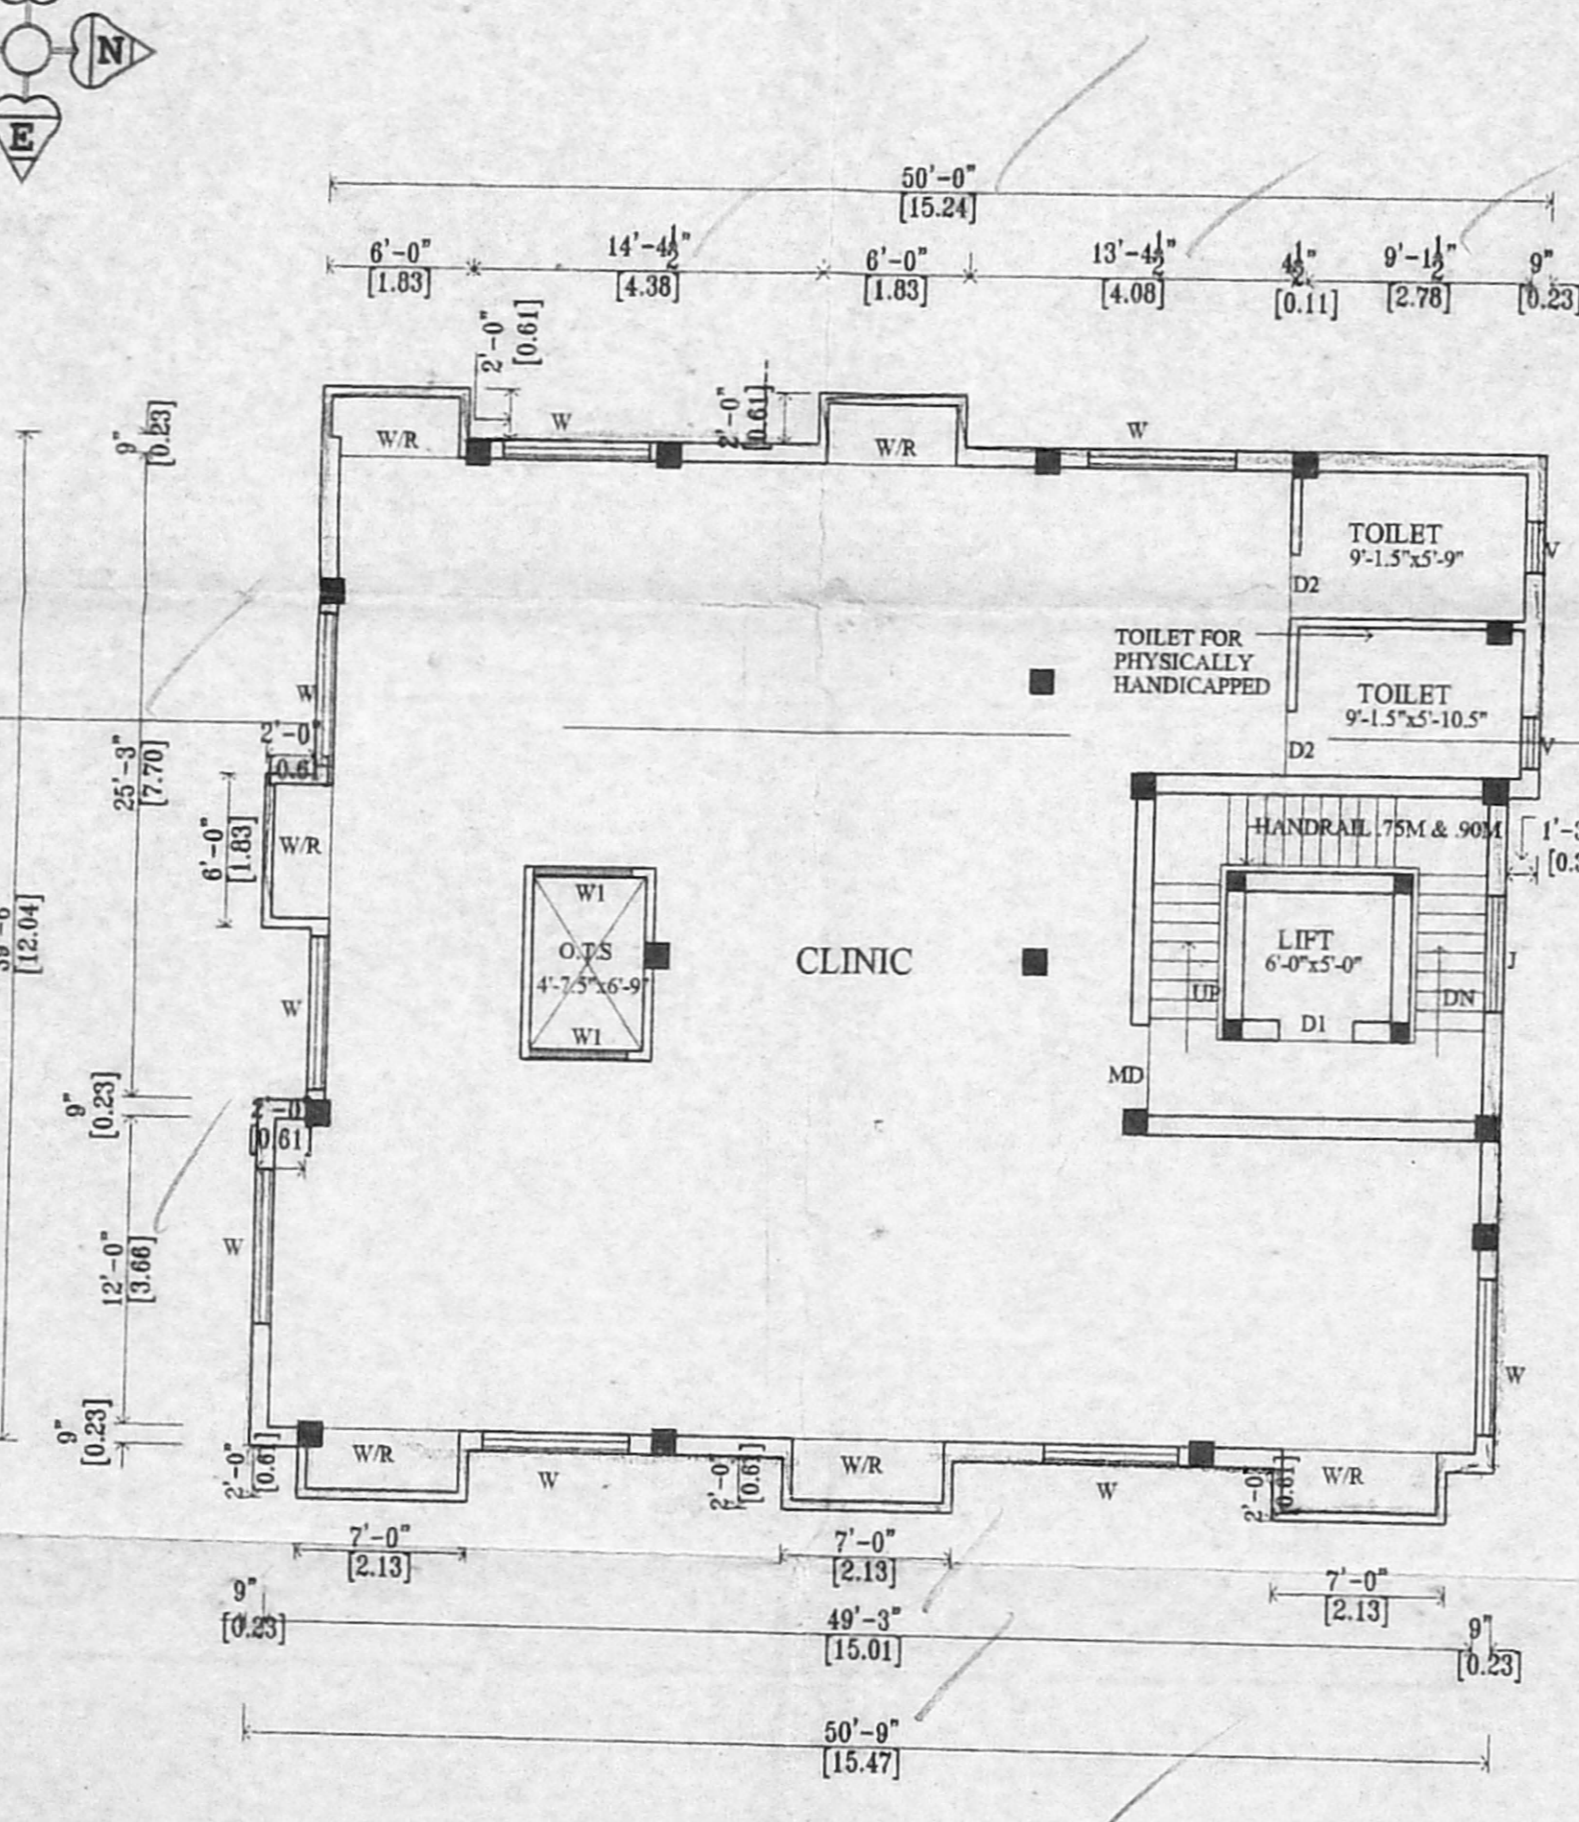 N
E
50'-0"
[15.24]
6'-0"
[1.83]
14'-4½"
[4.38]
6'-0"
[1.83]
13'-4½"
[4.08]
4½"
[0.11]
9'-1½"
[2.78]
9"
[0.23]
2'-0"
[0.61]
2'-0"
[0.61]
9"
[0.23]
W/R
W
W/R
W
TOILET
9'-1.5"x5'-9"
V
D2
TOILET FOR
PHYSICALLY
HANDICAPPED
TOILET
9'-1.5"x5'-10.5"
V
D2
W
2'-0"
[0.61
25'-3"
[7.70]
6'-0"
[1.83]
W/R
HANDRAIL .75M & .90M
W1
O.T.S
4'-7.5"x6'-9"
W1
CLINIC
LIFT
6'-0"x5'-0"
D1
UP
DN
J
MD
[12.04]
W
9"
[0.23]
2'-0
[0.61]
12'-0"
[3.66]
W
W
9"
[0.23]
2'-0"
[0.61]
W/R
W
2'-0"
[0.61]
W/R
W
2'-0"
[0.61]
W/R
7'-0"
[2.13]
7'-0"
[2.13]
7'-0"
[2.13]
9"
[0.23]
49'-3"
[15.01]
9"
[0.23]
50'-9"
[15.47]